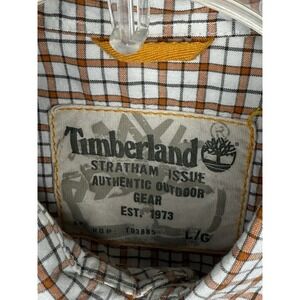 Timberland
STRATHAM ISSUE
AUTHENTIC OUTDOOR
GEAR
EST. 1973
L/G